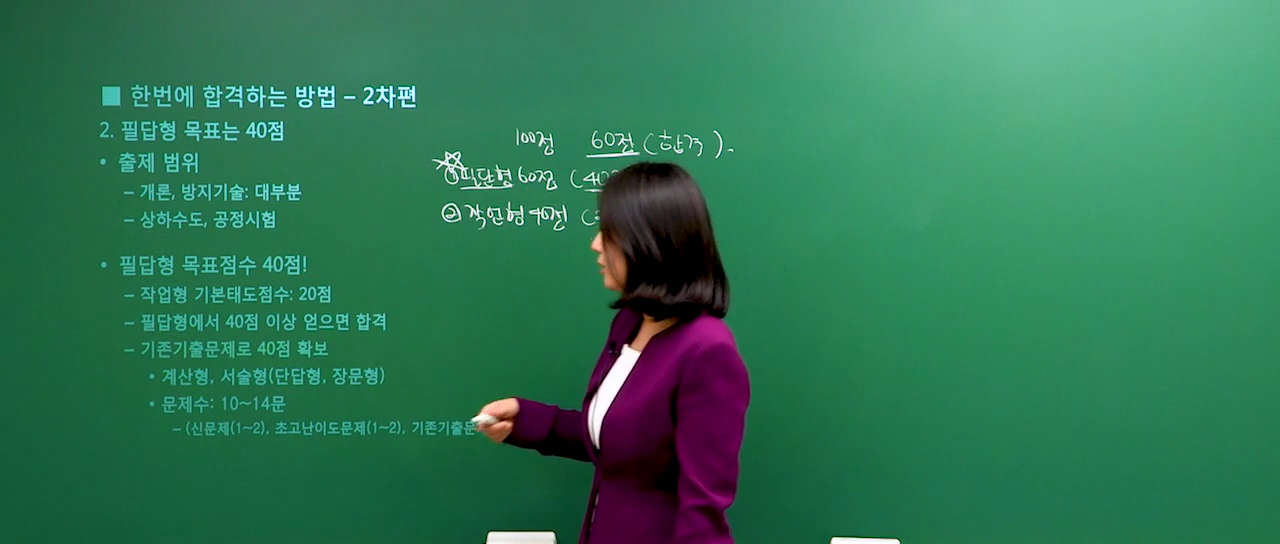 ■ 한번에 합격하는 방법 – 2차편
2. 필답형 목표는 40점
• 출제 범위
– 개론, 방지기술: 대부분
– 상하수도, 공정시험
• 필답형 목표점수 40점!
– 작업형 기본태도점수: 20점
– 필답형에서 40점 이상 얻으면 합격
– 기존기출문제로 40점 확보
• 계산형, 서술형(단답형, 장문형)
• 문제수: 10~14문
– (신문제(1~2), 초고난이도문제(1~2), 기존기출문
100점 60점 (합격).
① 필답형 60점 (40
② 작업형 40점 (